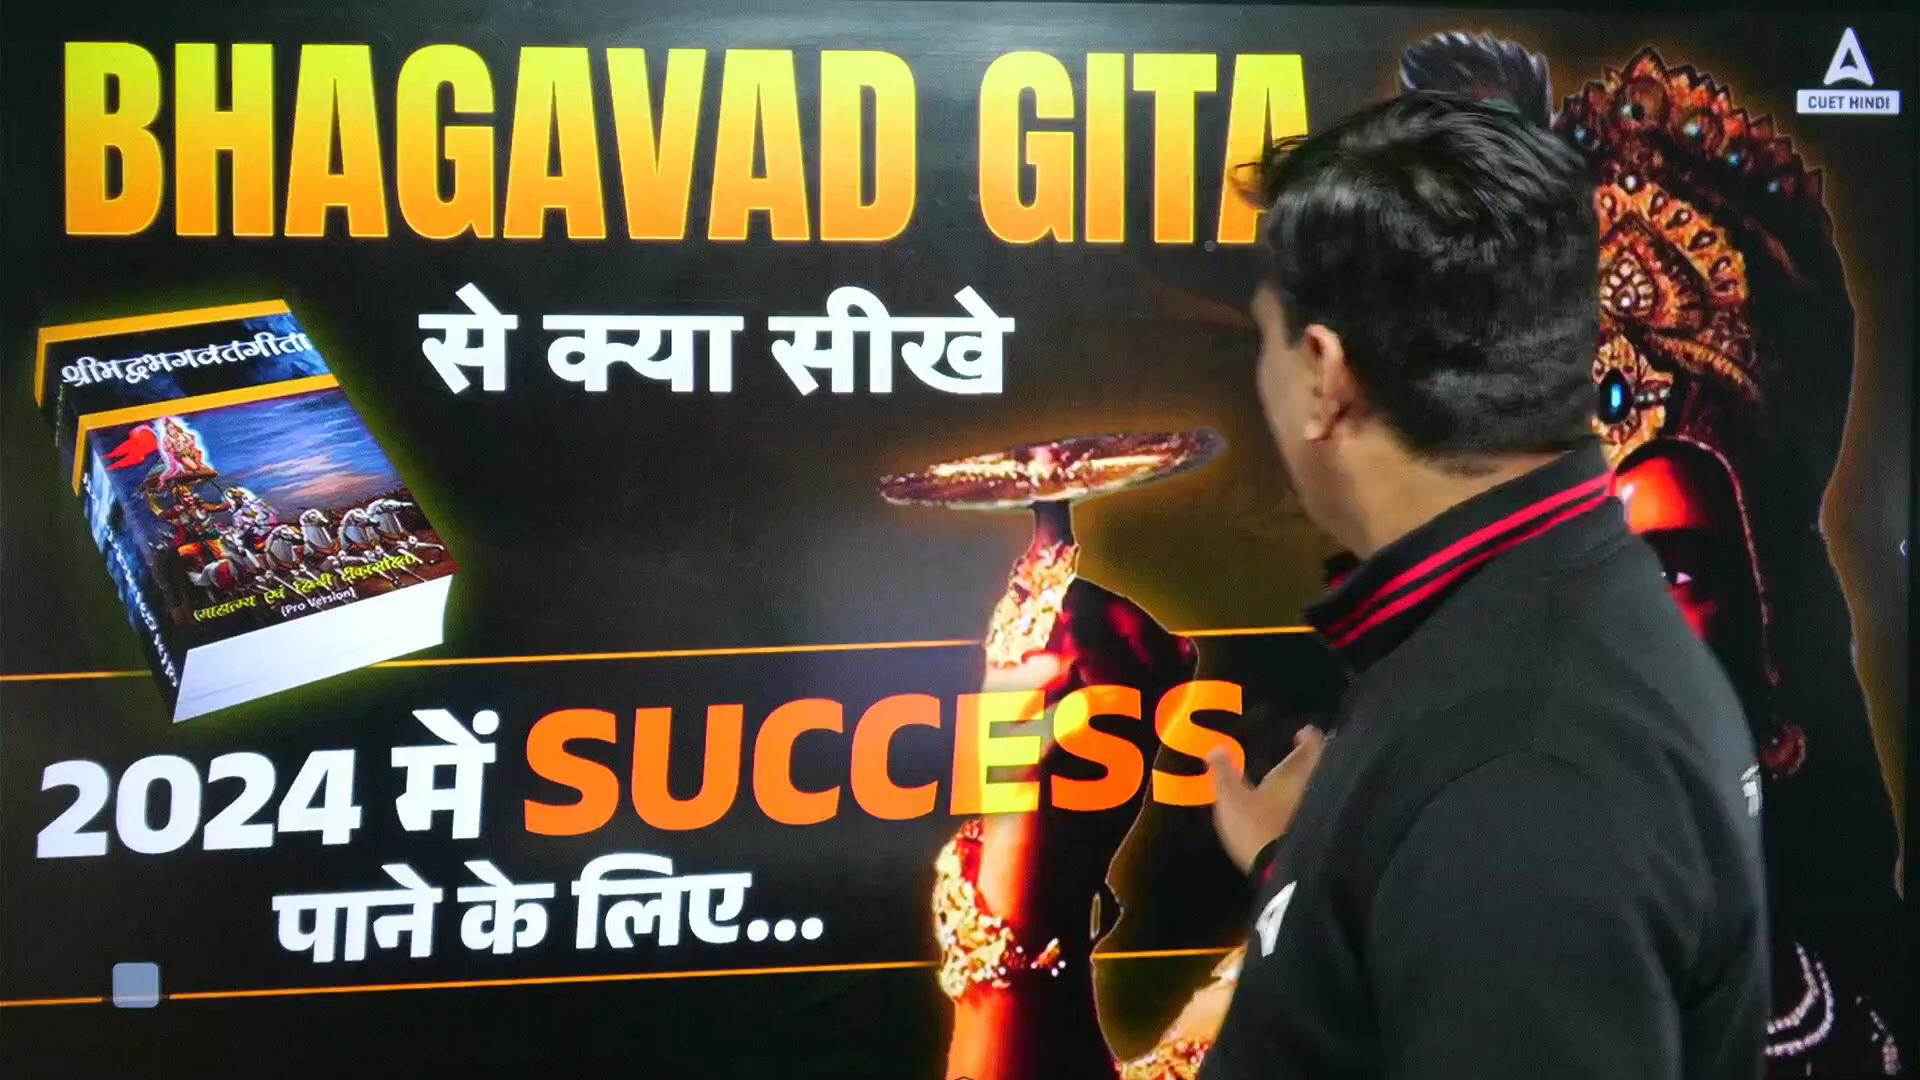 BHAGAVAD GITA
CUET HINDI
से क्या सीखे
श्रीमद्भगवतगीता
(माहात्म्य एवं हिन्दी टीकासहित)
(Pro Version)
2024 में SUCCESS
पाने के लिए...